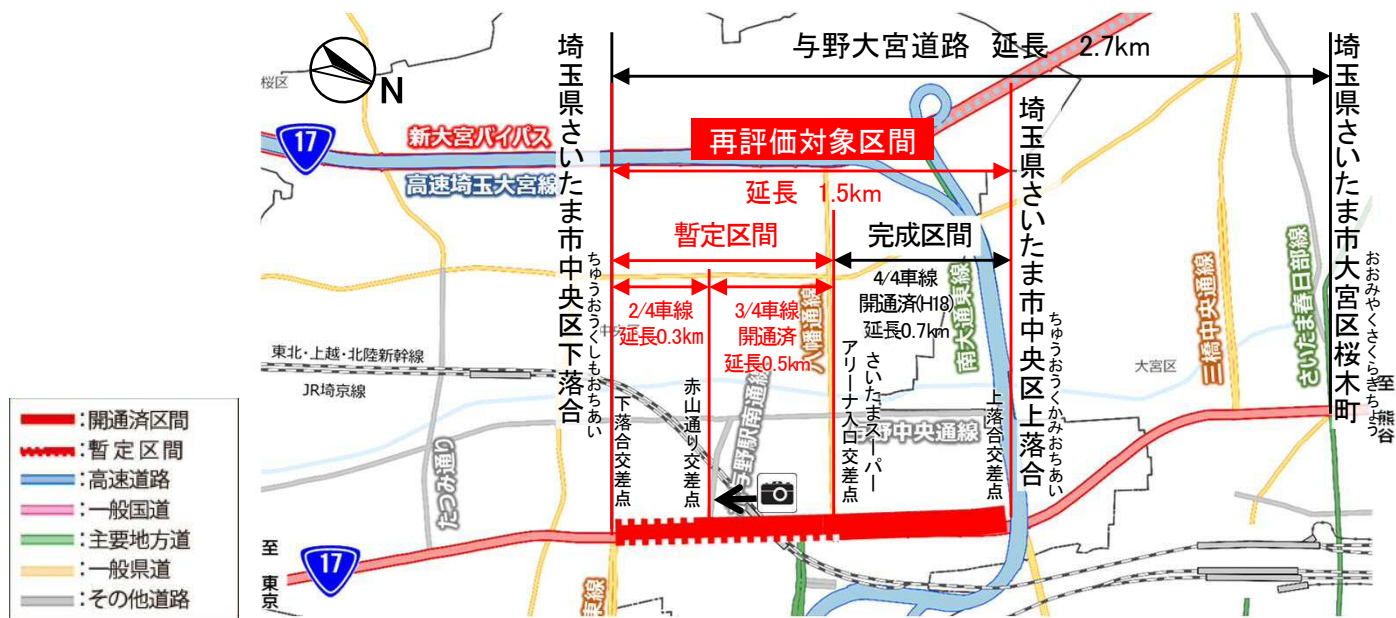 与野大宮道路 延長 2.7km
埼玉県さいたま市中央区下落合
ちゅうおうくしもおちあい
埼玉県さいたま市中央区上落合
ちゅうおうくかみおちあい
埼玉県さいたま市大宮区桜木町
おおみやくさくらぎちょう
N
桜区
17
新大宮バイパス
高速埼玉大宮線
再評価対象区間
延長 1.5km
暫定区間
完成区間
2/4車線
延長0.3km
3/4車線
開通済
延長0.5km
4/4車線
開通済(H18)
延長0.7km
中央区
八幡通線
南大通東線
三橋中央通線
さいたま春日部線
大宮区
東北・上越・北陸新幹線
JR埼京線
たつみ通り
与野駅南通線
与野中央通線
下落合交差点
赤山通り交差点
さいたまスーパー
アリーナ入口交差点
上落合交差点
至 熊谷
至 東京
17
東線
:開通済区間
:暫定区間
:高速道路
:一般国道
:主要地方道
:一般県道
:その他道路